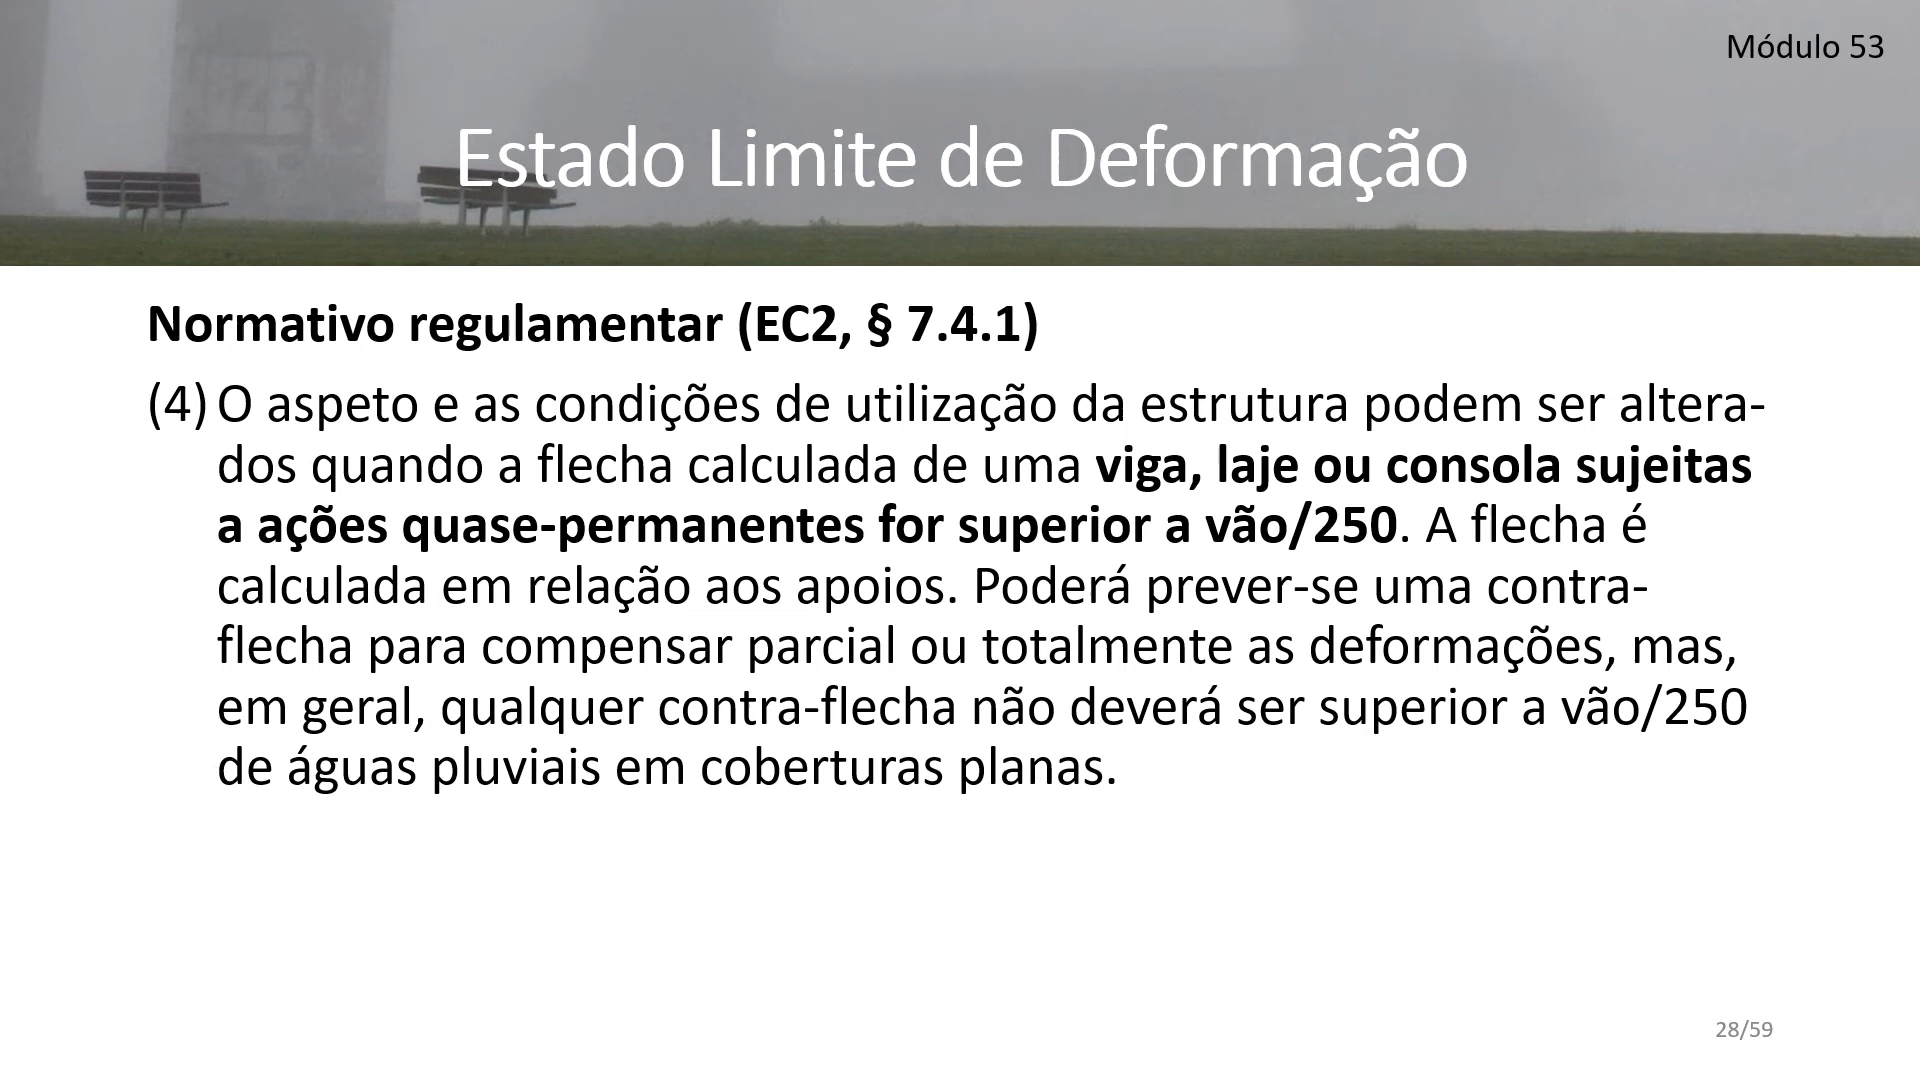 Módulo 53
Estado Limite de Deformação
Normativo regulamentar (EC2, § 7.4.1)
(4) O aspeto e as condições de utilização da estrutura podem ser altera-
dos quando a flecha calculada de uma viga, laje ou consola sujeitas
a ações quase-permanentes for superior a vão/250. A flecha é
calculada em relação aos apoios. Poderá prever-se uma contra-
flecha para compensar parcial ou totalmente as deformações, mas,
em geral, qualquer contra-flecha não deverá ser superior a vão/250
de águas pluviais em coberturas planas.
28/59